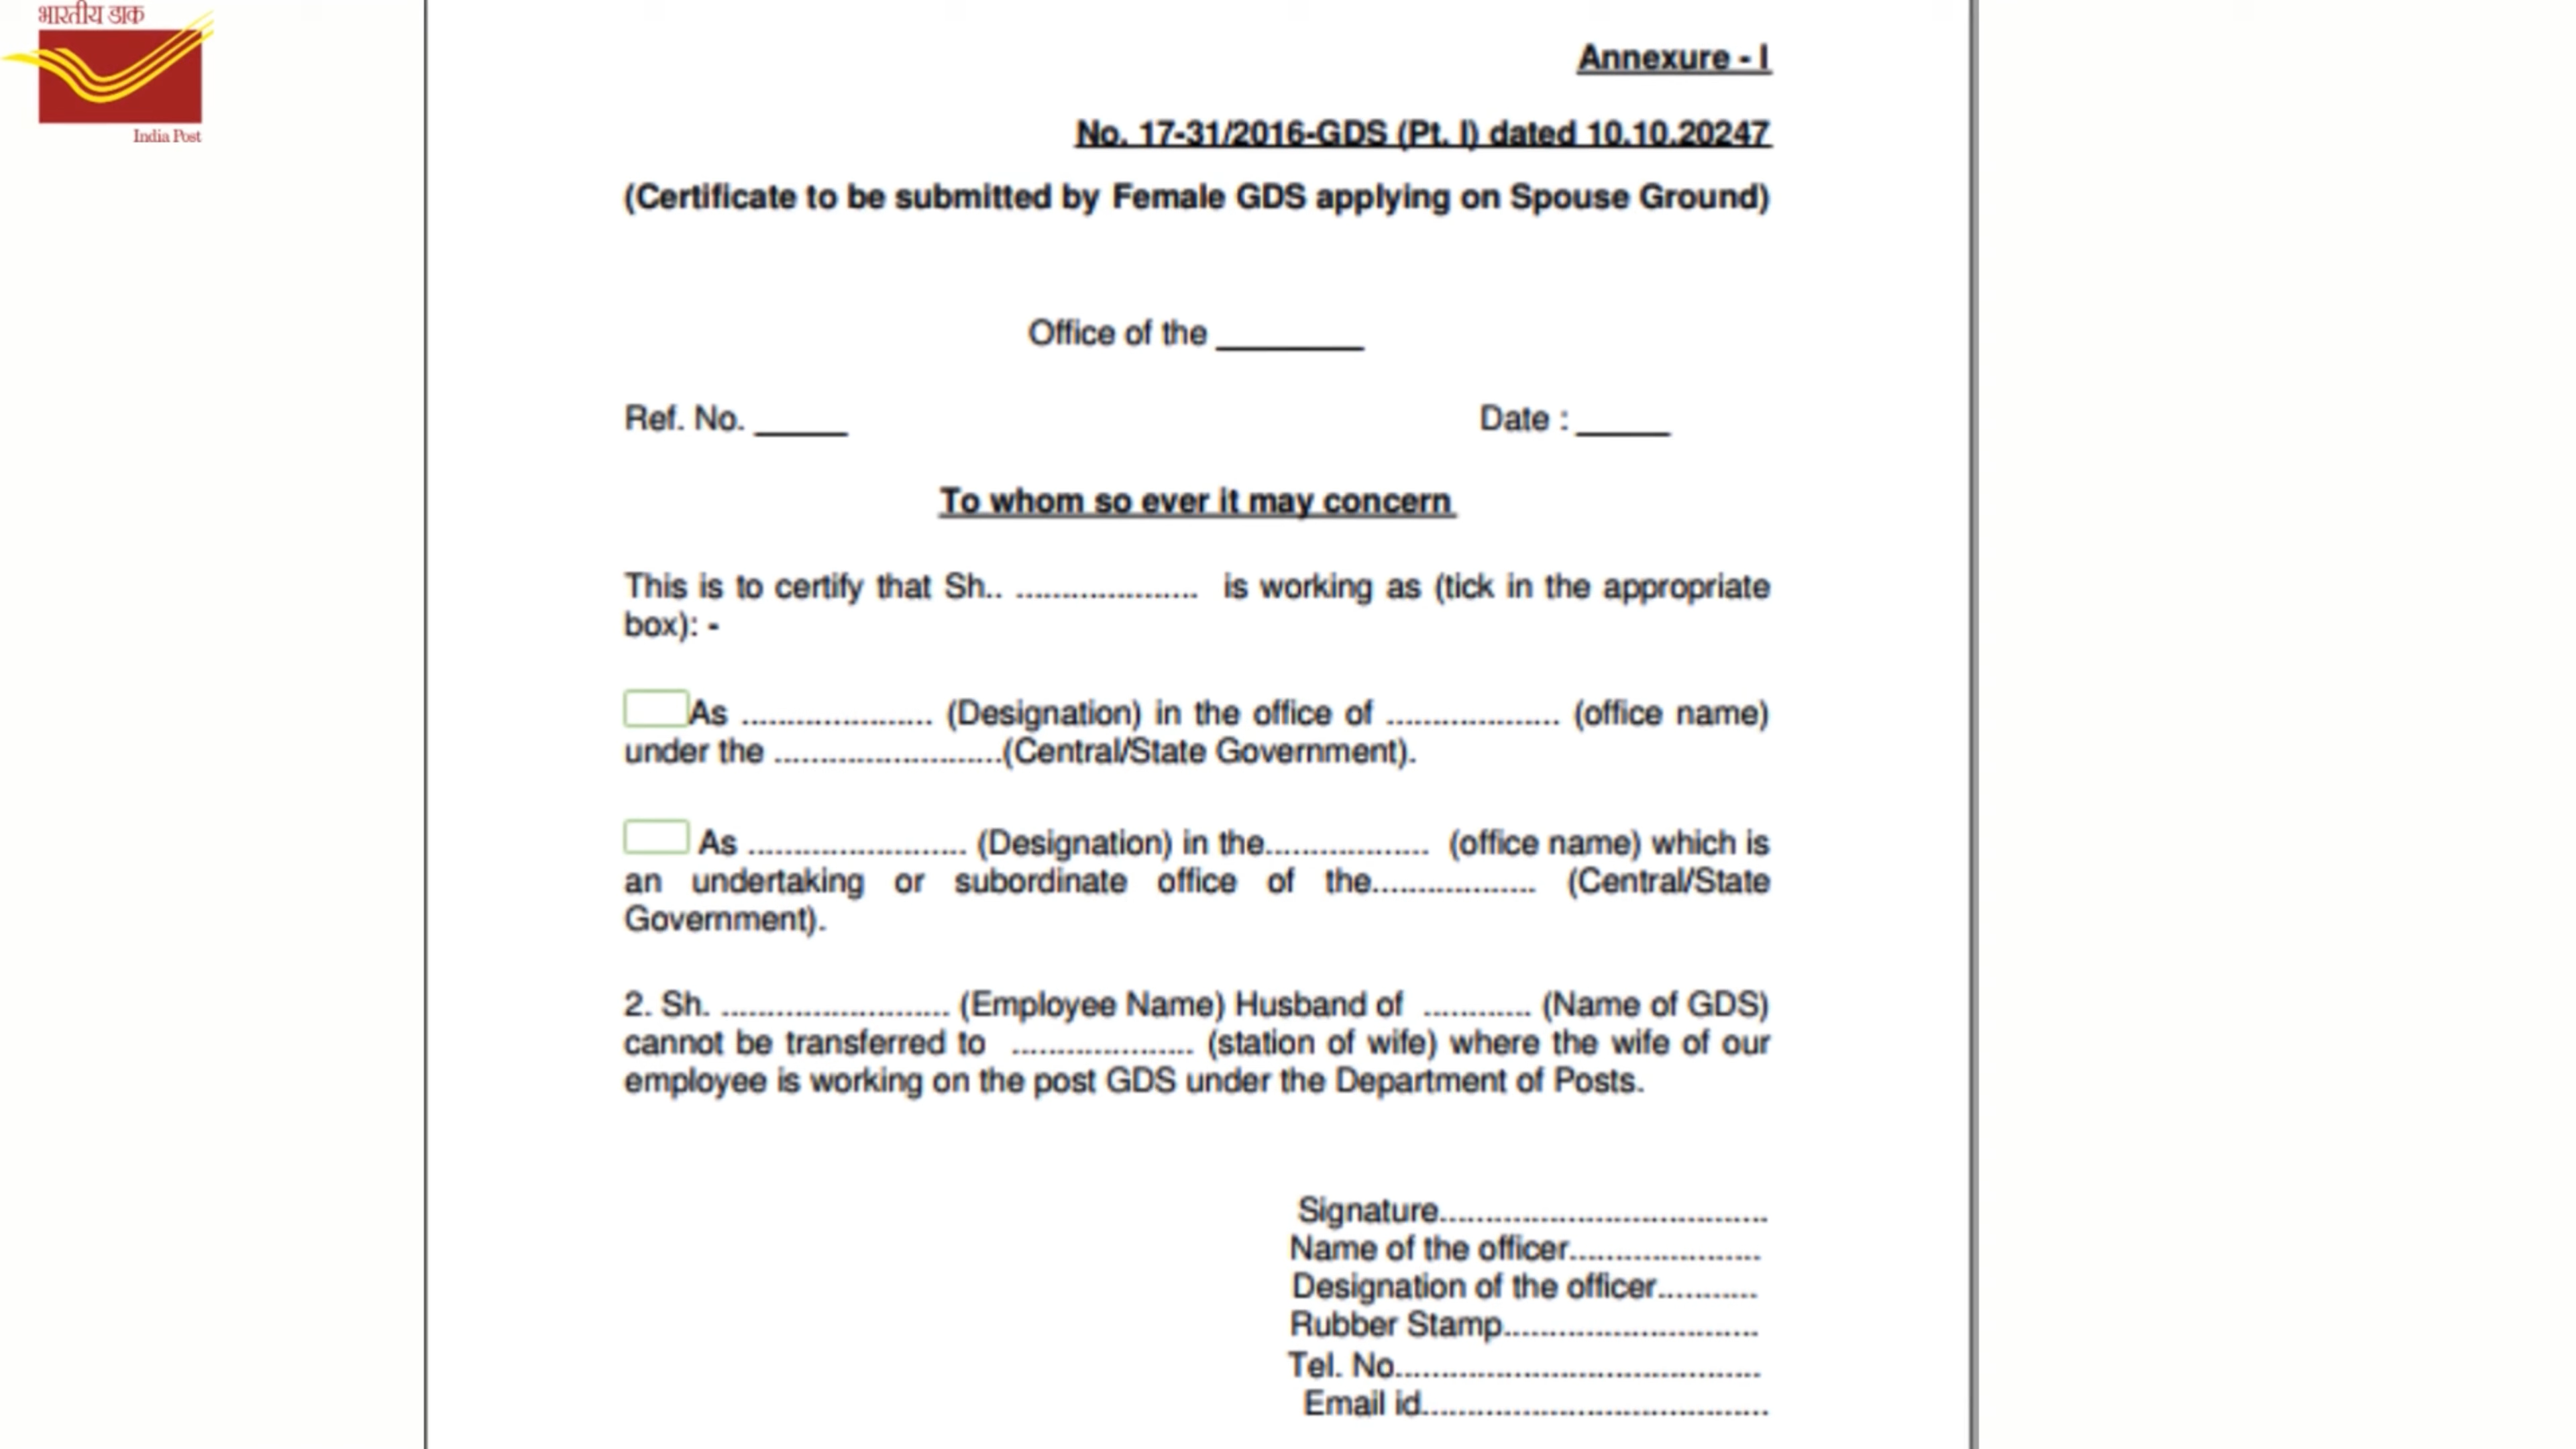 भारतीय डाक
India Post
Annexure - I
No. 17-31/2016-GDS (Pt. I) dated 10.10.20247
(Certificate to be submitted by Female GDS applying on Spouse Ground)
Office of the ________
Ref. No. _____ Date : _____
To whom so ever it may concern
This is to certify that Sh.. .................... is working as (tick in the appropriate
box): -
As ..................... (Designation) in the office of ................... (office name)
under the .........................(Central/State Government).
As ........................ (Designation) in the.................. (office name) which is
an undertaking or subordinate office of the.................. (Central/State
Government).
2. Sh. ......................... (Employee Name) Husband of ............ (Name of GDS)
cannot be transferred to .................... (station of wife) where the wife of our
employee is working on the post GDS under the Department of Posts.
Signature....................................
Name of the officer.....................
Designation of the officer...........
Rubber Stamp............................
Tel. No........................................
Email id......................................